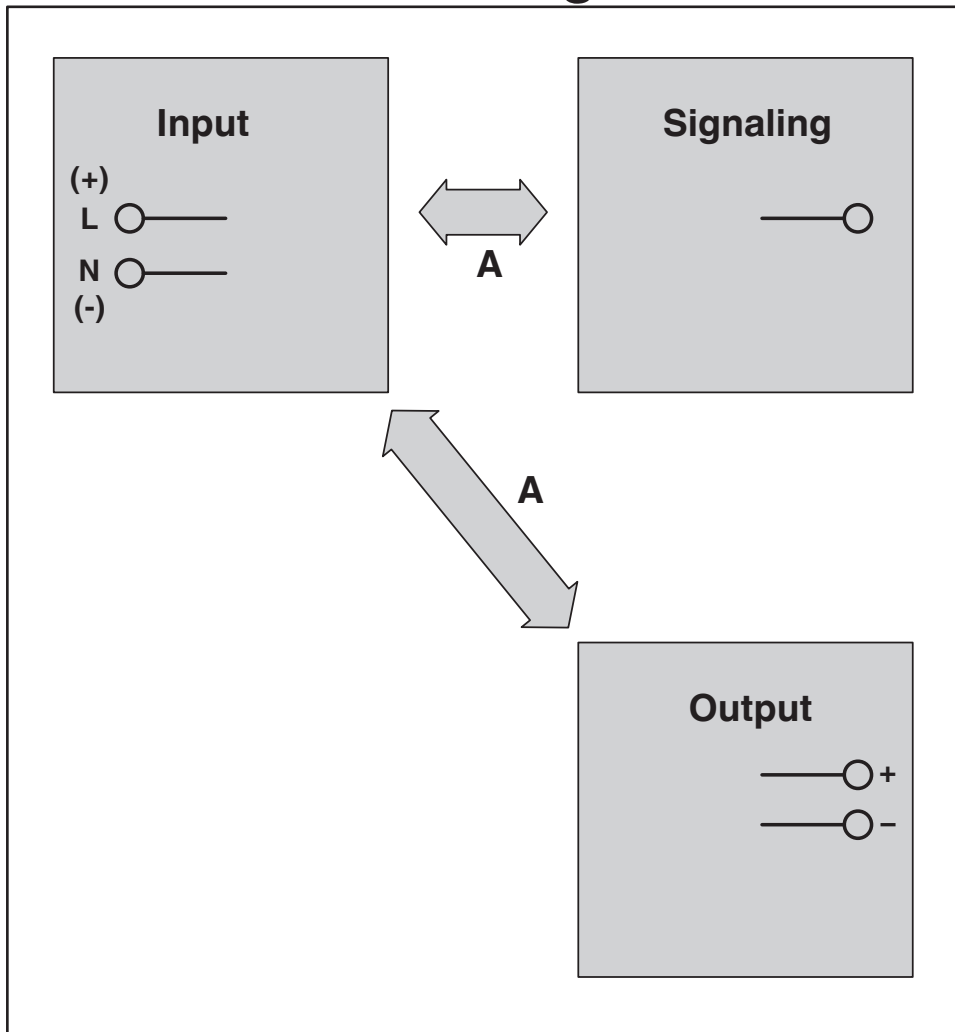 Input
(+)
L
N
(-)
A
Signaling
A
Output
+
–